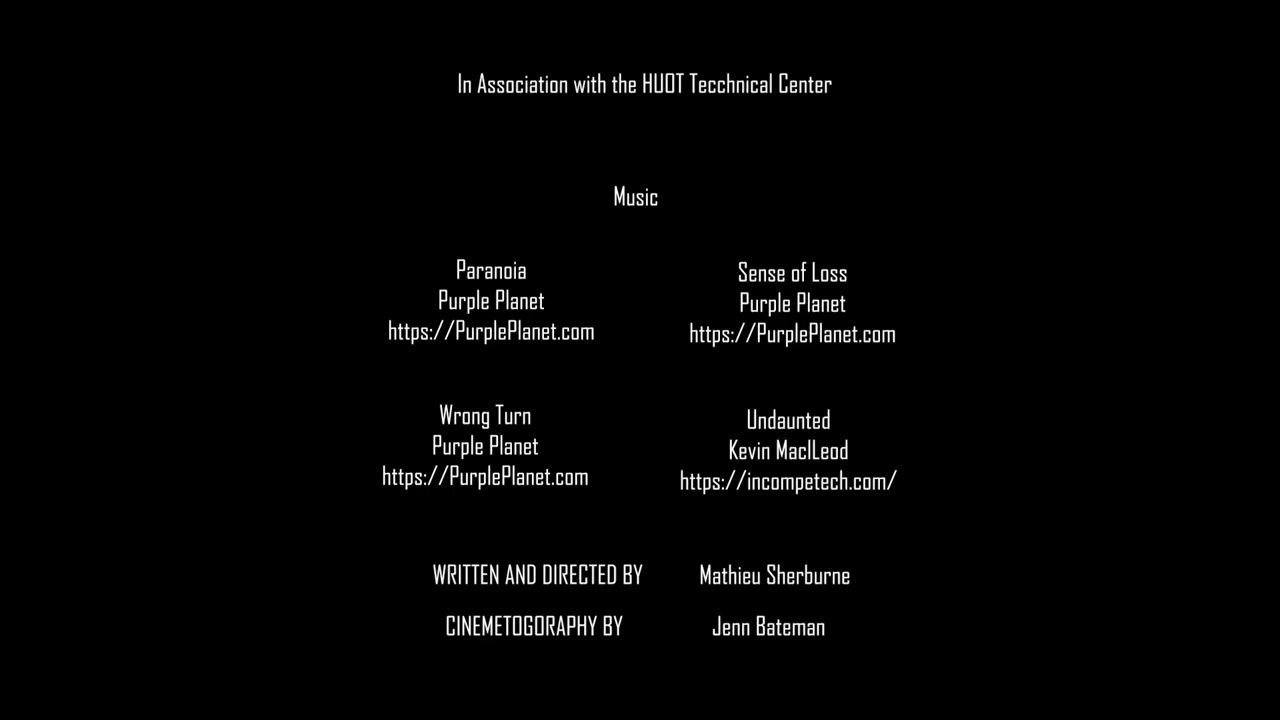 In Association with the HUOT Tecchnical Center
Music
Paranoia
Purple Planet
https://PurplePlanet.com
Sense of Loss
Purple Planet
https://PurplePlanet.com
Wrong Turn
Purple Planet
https://PurplePlanet.com
Undaunted
Kevin MaclLeod
https://incompetech.com/
WRITTEN AND DIRECTED BY Mathieu Sherburne
CINEMETOGORAPHY BY Jenn Bateman